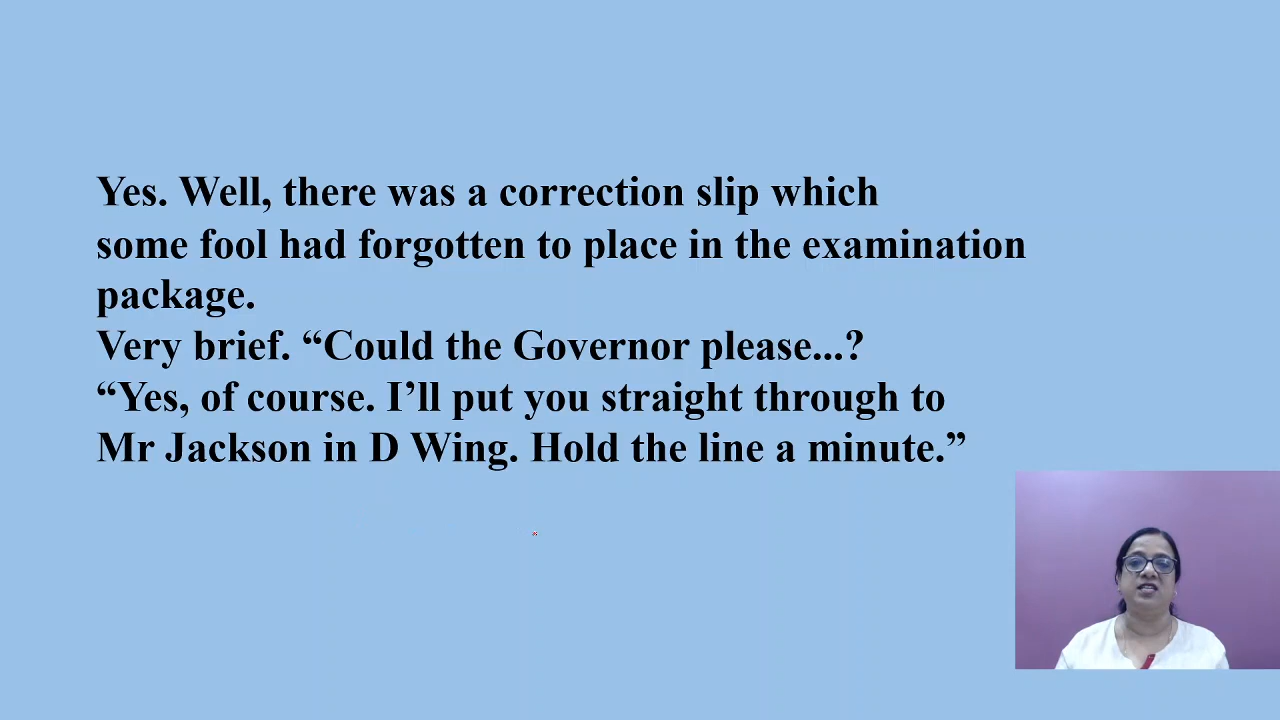 Yes. Well, there was a correction slip which
some fool had forgotten to place in the examination
package.
Very brief. “Could the Governor please...?
“Yes, of course. I’ll put you straight through to
Mr Jackson in D Wing. Hold the line a minute.”